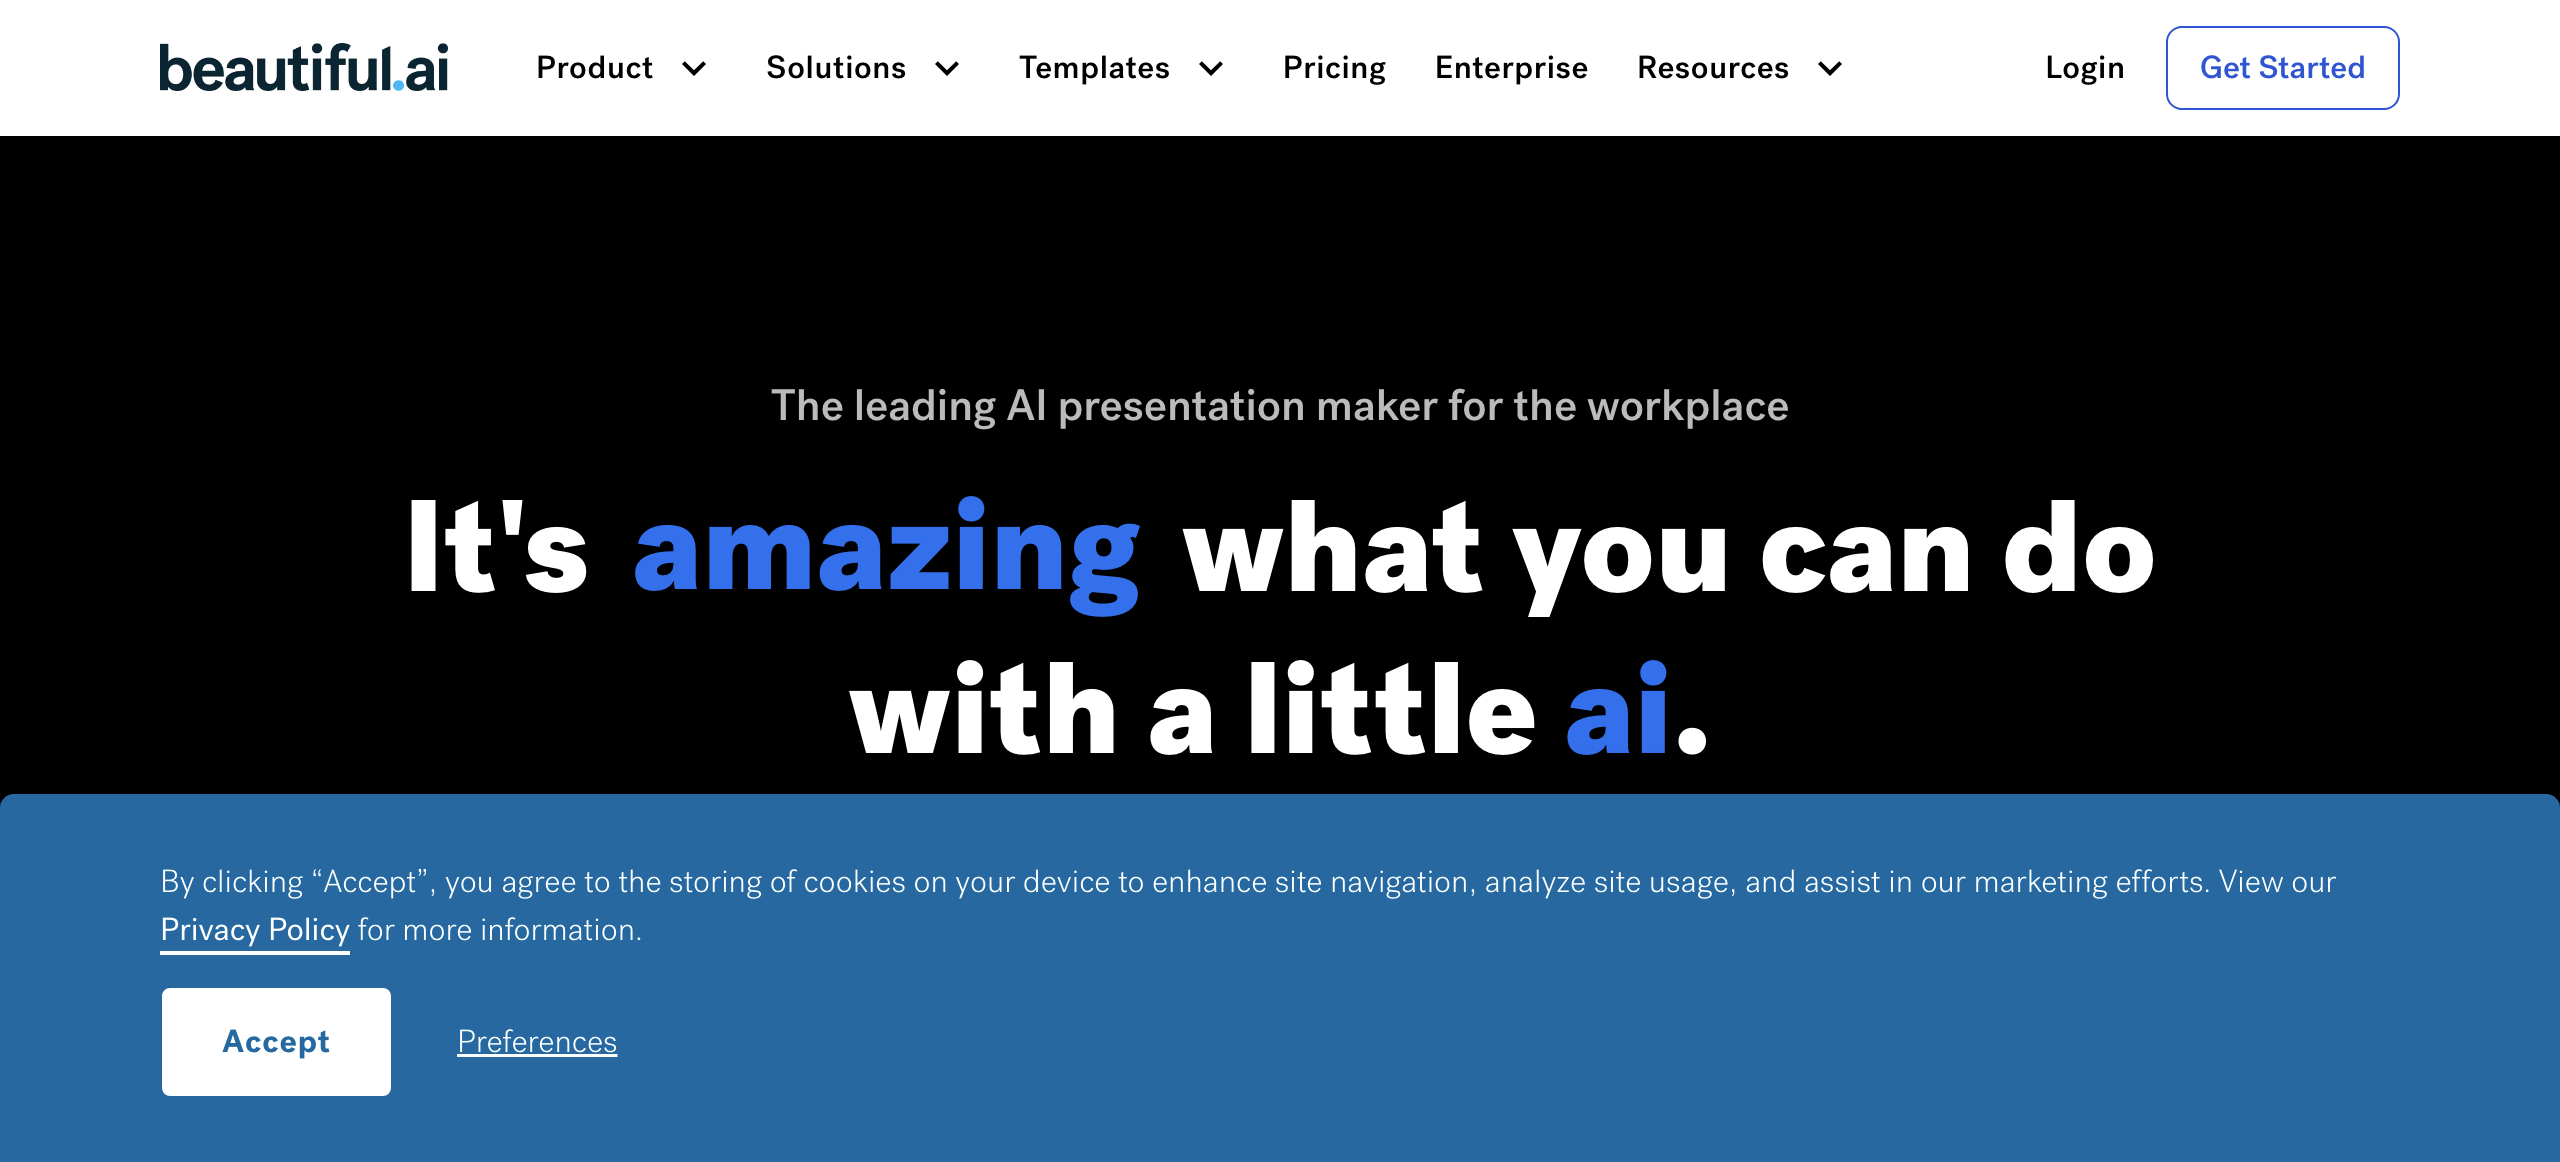 beautiful.ai
Product
Solutions
Templates
Pricing
Enterprise
Resources
Login
Get Started
The leading AI presentation maker for the workplace
It's amazing what you can do
with a little ai.
By clicking “Accept”, you agree to the storing of cookies on your device to enhance site navigation, analyze site usage, and assist in our marketing efforts. View our
Privacy Policy for more information.
Accept
Preferences